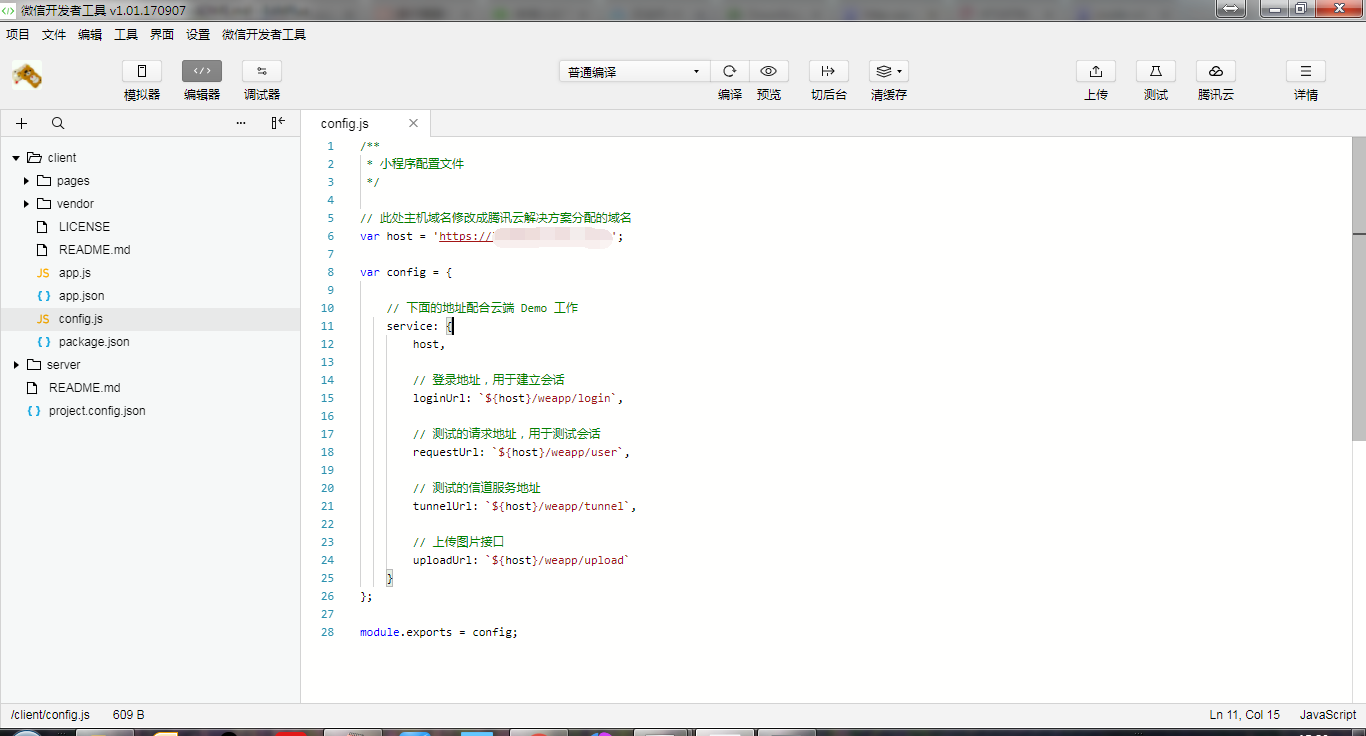 微信开发者工具 v1.01.170907
项目 文件 编辑 工具 界面 设置 微信开发者工具
普通编译
模拟器 编辑器 调试器 编译 预览 切后台 清缓存 上传 测试 腾讯云 详情
config.js
client
pages
vendor
LICENSE
README.md
JS app.js
{ } app.json
JS config.js
{ } package.json
server
README.md
{ } project.config.json
1 /**
2 * 小程序配置文件
3 */
4
5 // 此处主机域名修改成腾讯云解决方案分配的域名
6 var host = 'https:// ';
7
8 var config = {
9
10 // 下面的地址配合云端 Demo 工作
11 service: {
12 host,
13
14 // 登录地址，用于建立会话
15 loginUrl: `${host}/weapp/login`,
16
17 // 测试的请求地址，用于测试会话
18 requestUrl: `${host}/weapp/user`,
19
20 // 测试的信道服务地址
21 tunnelUrl: `${host}/weapp/tunnel`,
22
23 // 上传图片接口
24 uploadUrl: `${host}/weapp/upload`
25 }
26 };
27
28 module.exports = config;
/client/config.js 609 B Ln 11, Col 15 JavaScript